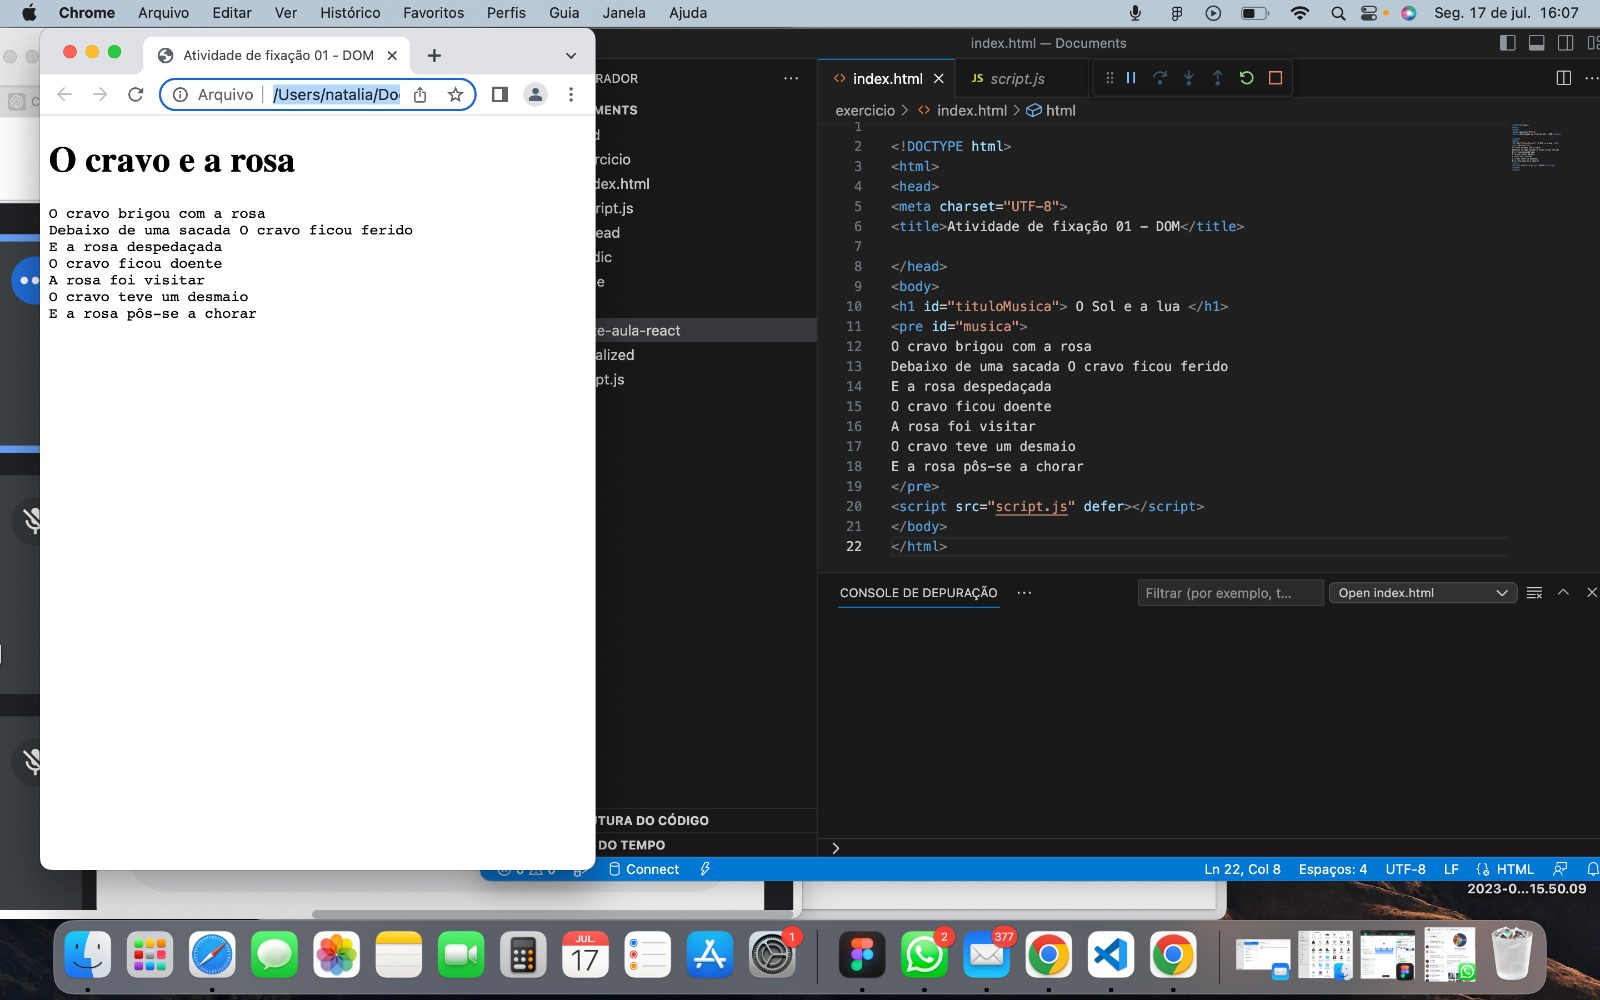 Chrome Arquivo Editar Ver Histórico Favoritos Perfis Guia Janela Ajuda Seg. 17 de jul. 16:07
Atividade de fixação 01 - DOM
Arquivo /Users/natalia/Do
O cravo e a rosa
O cravo brigou com a rosa
Debaixo de uma sacada O cravo ficou ferido
E a rosa despedaçada
O cravo ficou doente
A rosa foi visitar
O cravo teve um desmaio
E a rosa pôs-se a chorar
index.html — Documents
RADOR ...
MENTS
d
rcicio
dex.html
ript.js
ead
dic
e
te-aula-react
alized
pt.js
TURA DO CÓDIGO
DO TEMPO
<> index.html JS script.js
exercicio > <> index.html > html
1
2 <!DOCTYPE html>
3 <html>
4 <head>
5 <meta charset="UTF-8">
6 <title>Atividade de fixação 01 - DOM</title>
7
8 </head>
9 <body>
10 <h1 id="tituloMusica"> O Sol e a lua </h1>
11 <pre id="musica">
12 O cravo brigou com a rosa
13 Debaixo de uma sacada O cravo ficou ferido
14 E a rosa despedaçada
15 O cravo ficou doente
16 A rosa foi visitar
17 O cravo teve um desmaio
18 E a rosa pôs-se a chorar
19 </pre>
20 <script src="script.js" defer></script>
21 </body>
22 </html>
CONSOLE DE DEPURAÇÃO ... Filtrar (por exemplo, t... Open index.html
>
Connect Ln 22, Col 8 Espaços: 4 UTF-8 LF HTML
2023-0...15.50.09
JUL.
17
1
2
377